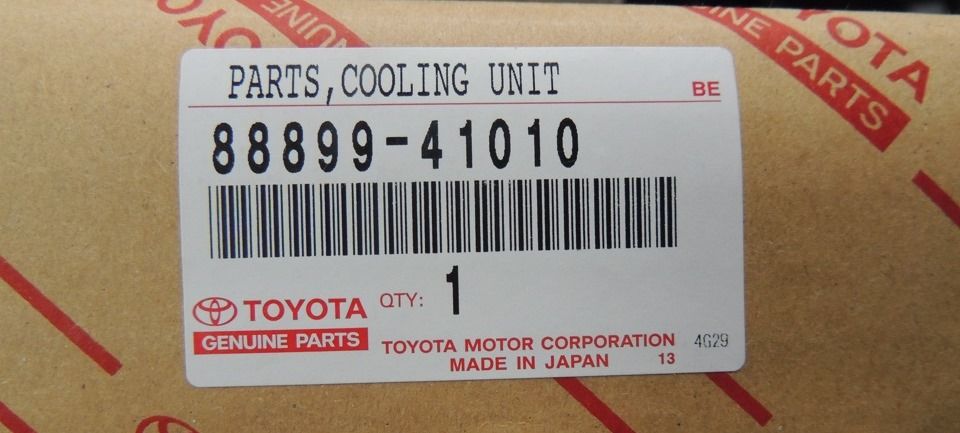 TOYOTA
GENUINE PARTS
PARTS,COOLING UNIT
BE
88899-41010
TOYOTA QTY: 1
GENUINE PARTS
TOYOTA MOTOR CORPORATION 4G29
MADE IN JAPAN 13